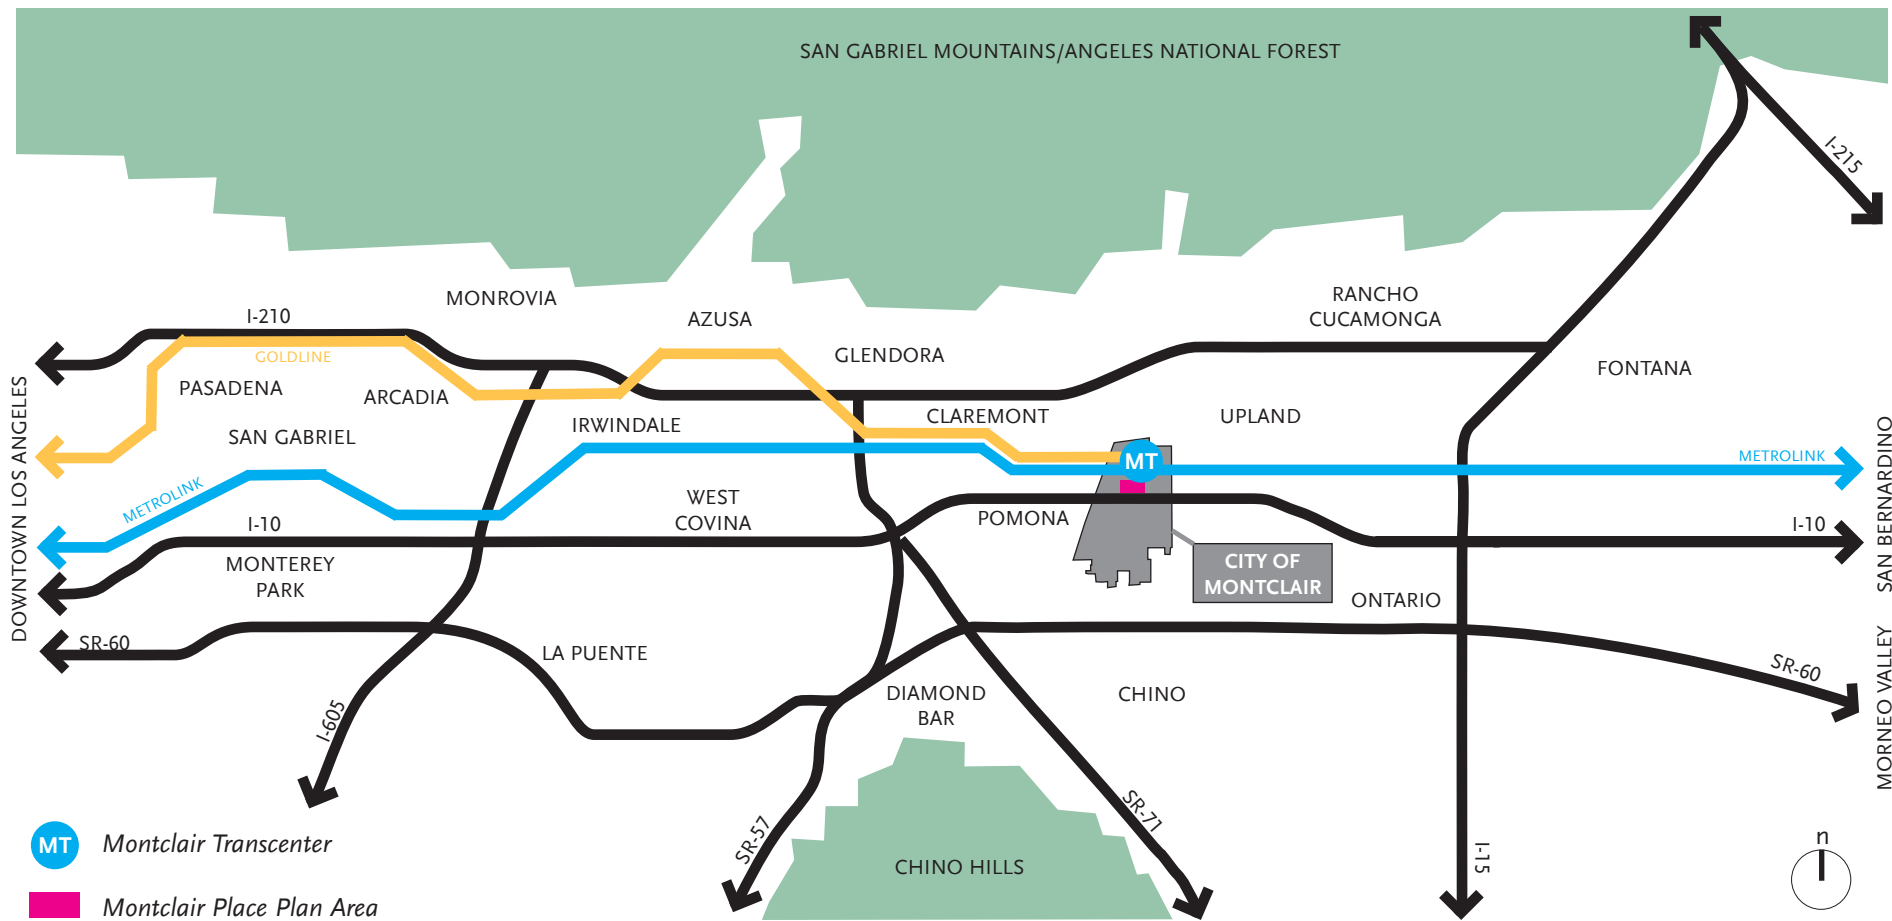 SAN GABRIEL MOUNTAINS/ANGELES NATIONAL FOREST
I-215
MONROVIA
RANCHO
CUCAMONGA
I-210
AZUSA
GOLDLINE
GLENDORA
FONTANA
PASADENA
ARCADIA
CLAREMONT
UPLAND
IRWINDALE
SAN GABRIEL
DOWNTOWN LOS ANGELES
METROLINK
MT
METROLINK
SAN BERNARDINO
WEST
COVINA
POMONA
I-10
I-10
MONTEREY
PARK
CITY OF
MONTCLAIR
ONTARIO
SR-60
LA PUENTE
SR-60
MORNEO VALLEY
DIAMOND
BAR
CHINO
I-605
SR-57
SR-71
I-15
CHINO HILLS
n
MT
Montclair Transcenter
Montclair Place Plan Area